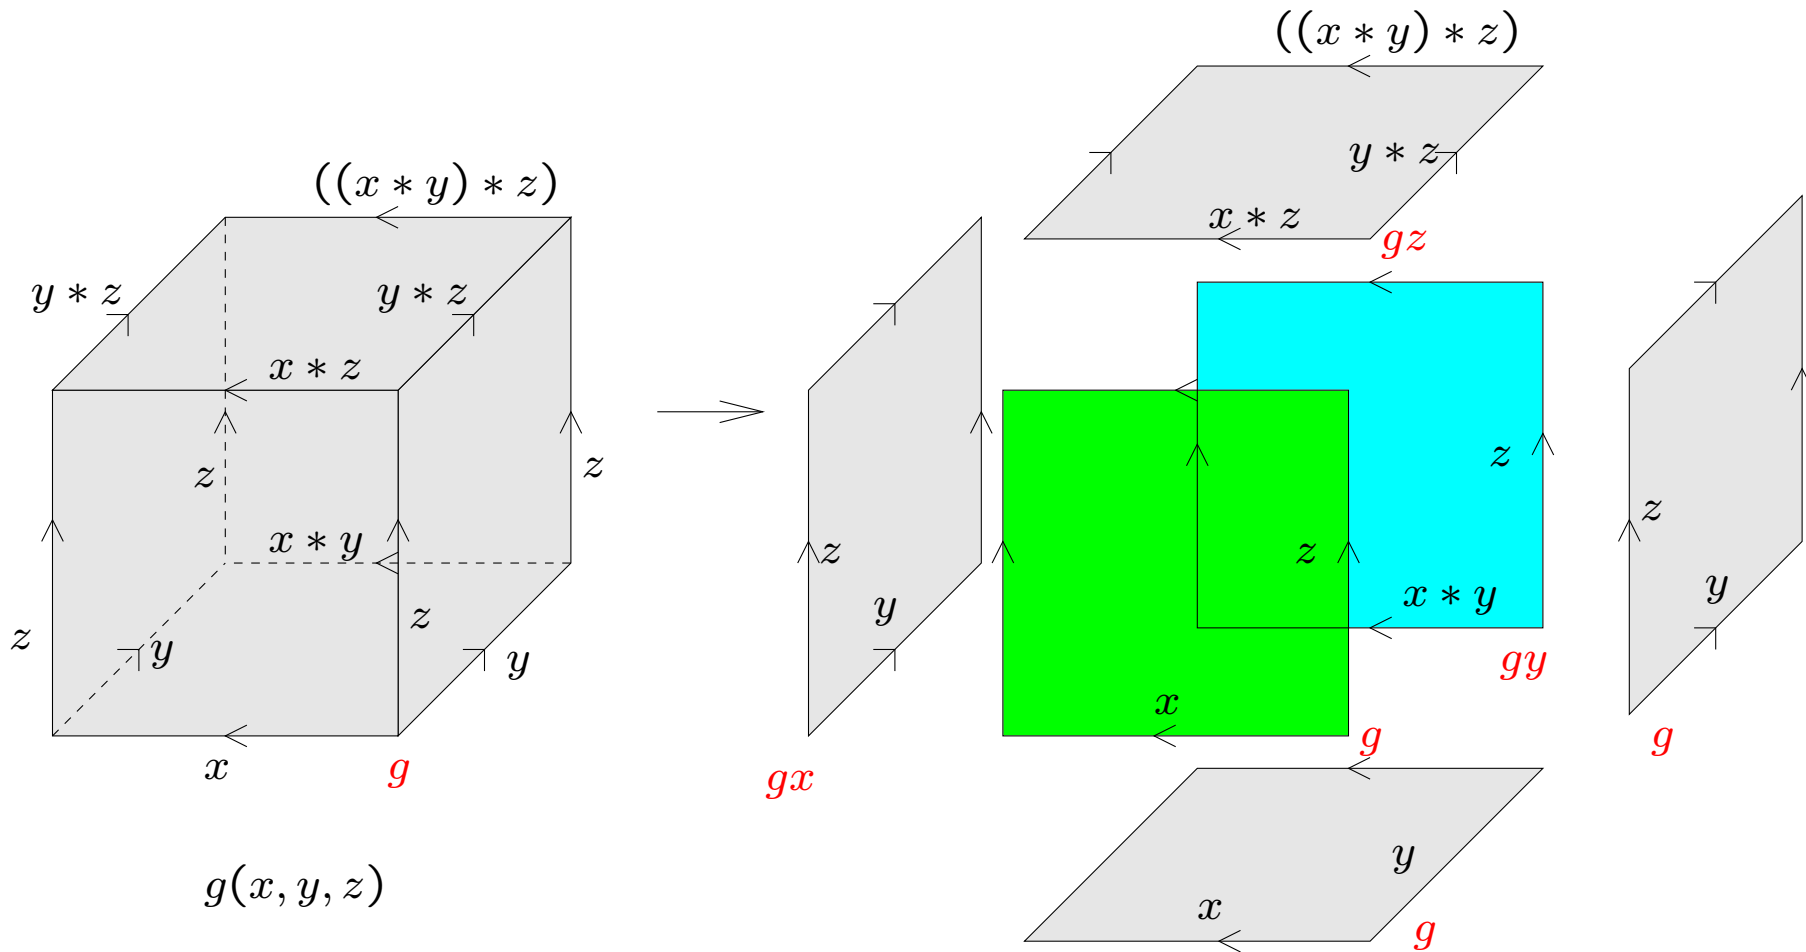 ((x ∗ y) ∗ z)
y ∗ z
y ∗ z
x ∗ z
z
z
x ∗ y
z
z
y
y
x
g
g(x, y, z)
((x ∗ y) ∗ z)
y ∗ z
x ∗ z
gz
z
y
gx
z
x
g
z
x ∗ y
gy
z
y
g
y
x
g